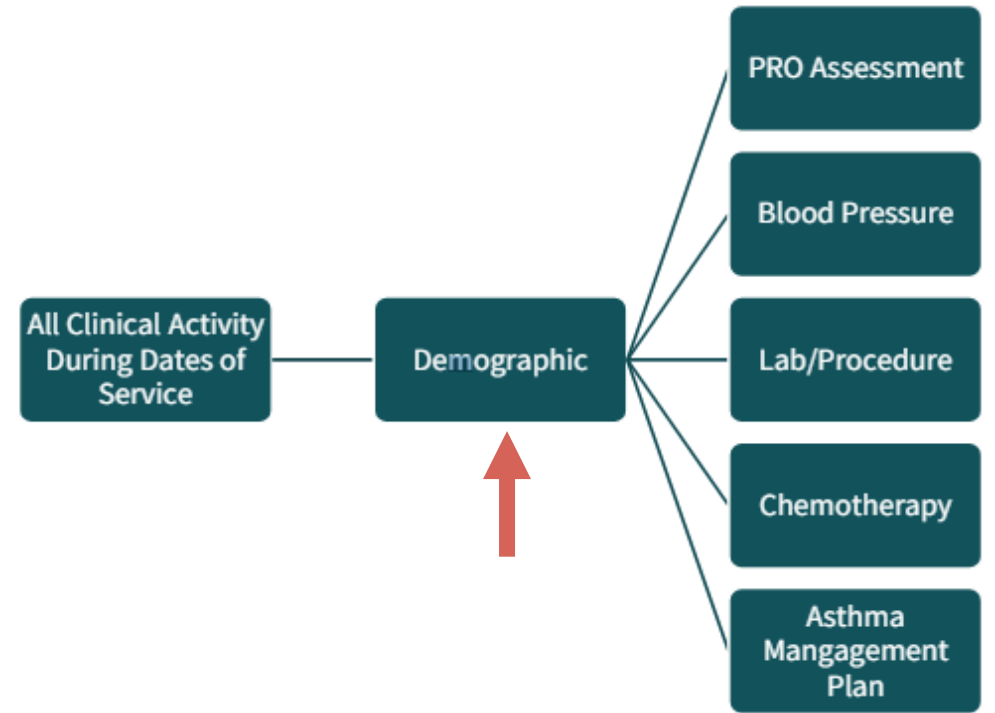 All Clinical Activity
During Dates of
Service
Demographic
PRO Assessment
Blood Pressure
Lab/Procedure
Chemotherapy
Asthma
Mangagement
Plan